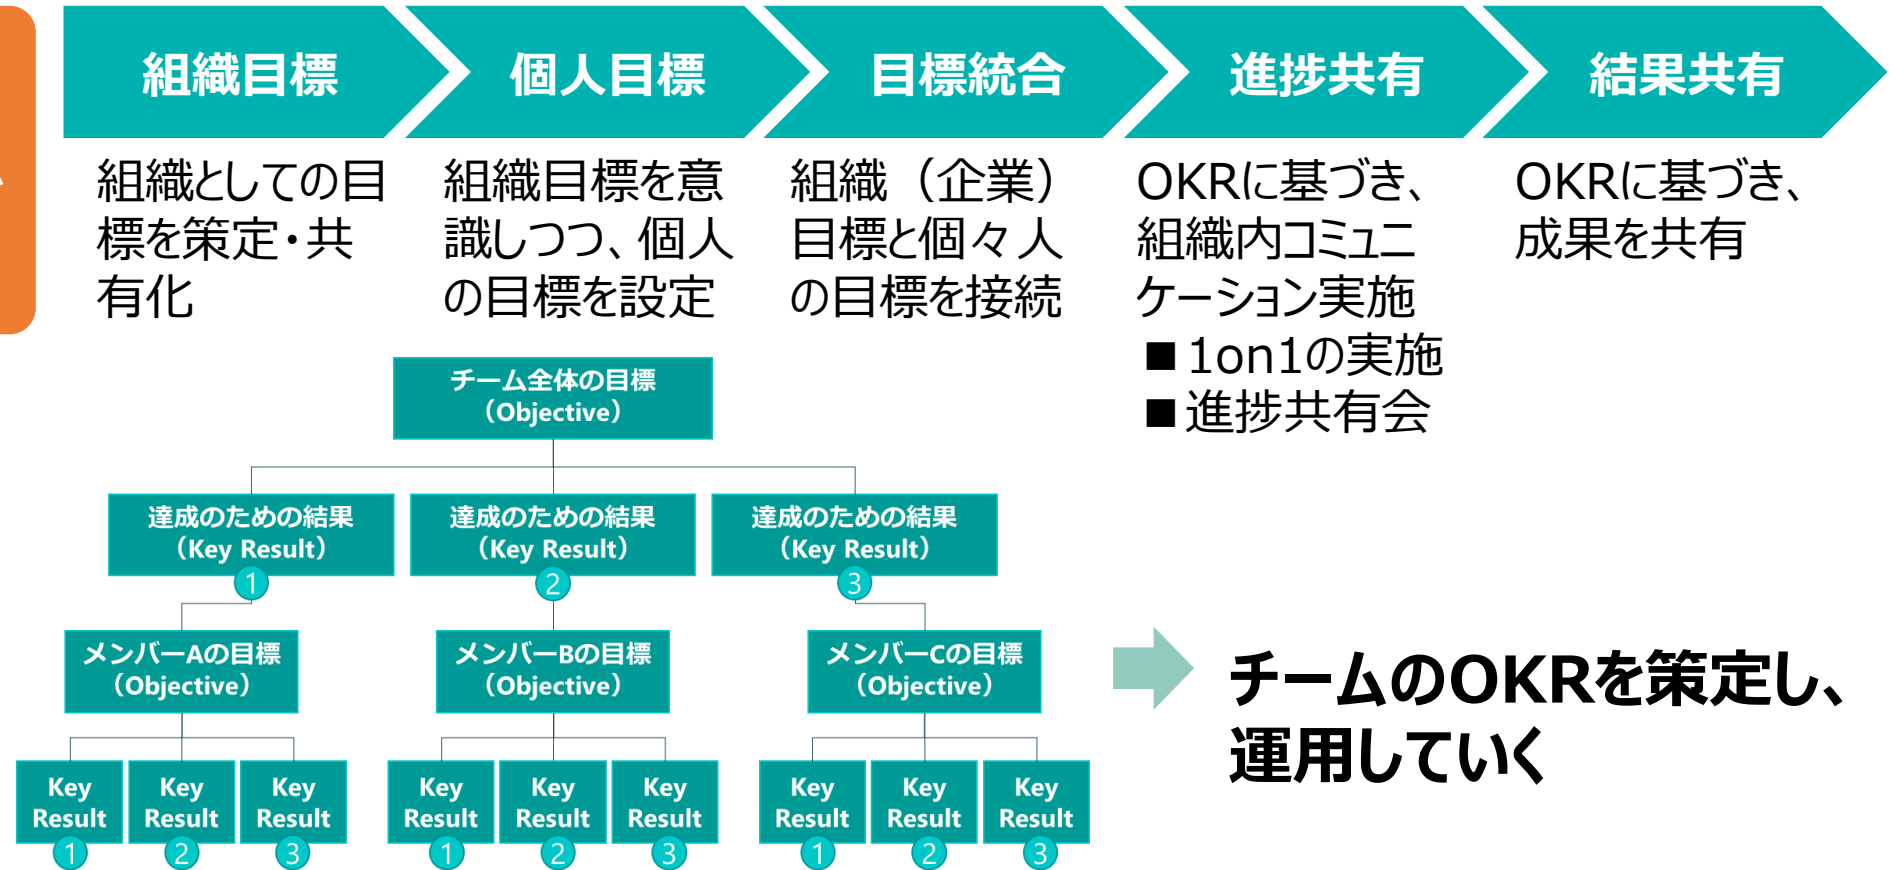 組織目標
個人目標
目標統合
進捗共有
結果共有
組織としての目
標を策定・共
有化
組織目標を意
識しつつ、個人
の目標を設定
組織（企業）
目標と個々人
の目標を接続
OKRに基づき、
組織内コミュニ
ケーション実施
■1on1の実施
■進捗共有会
OKRに基づき、
成果を共有
チーム全体の目標
（Objective）
達成のための結果
（Key Result）
1
達成のための結果
（Key Result）
2
達成のための結果
（Key Result）
3
メンバーAの目標
（Objective）
メンバーBの目標
（Objective）
メンバーCの目標
（Objective）
Key
Result
1
Key
Result
2
Key
Result
3
Key
Result
1
Key
Result
2
Key
Result
3
Key
Result
1
Key
Result
2
Key
Result
3
チームのOKRを策定し、
運用していく